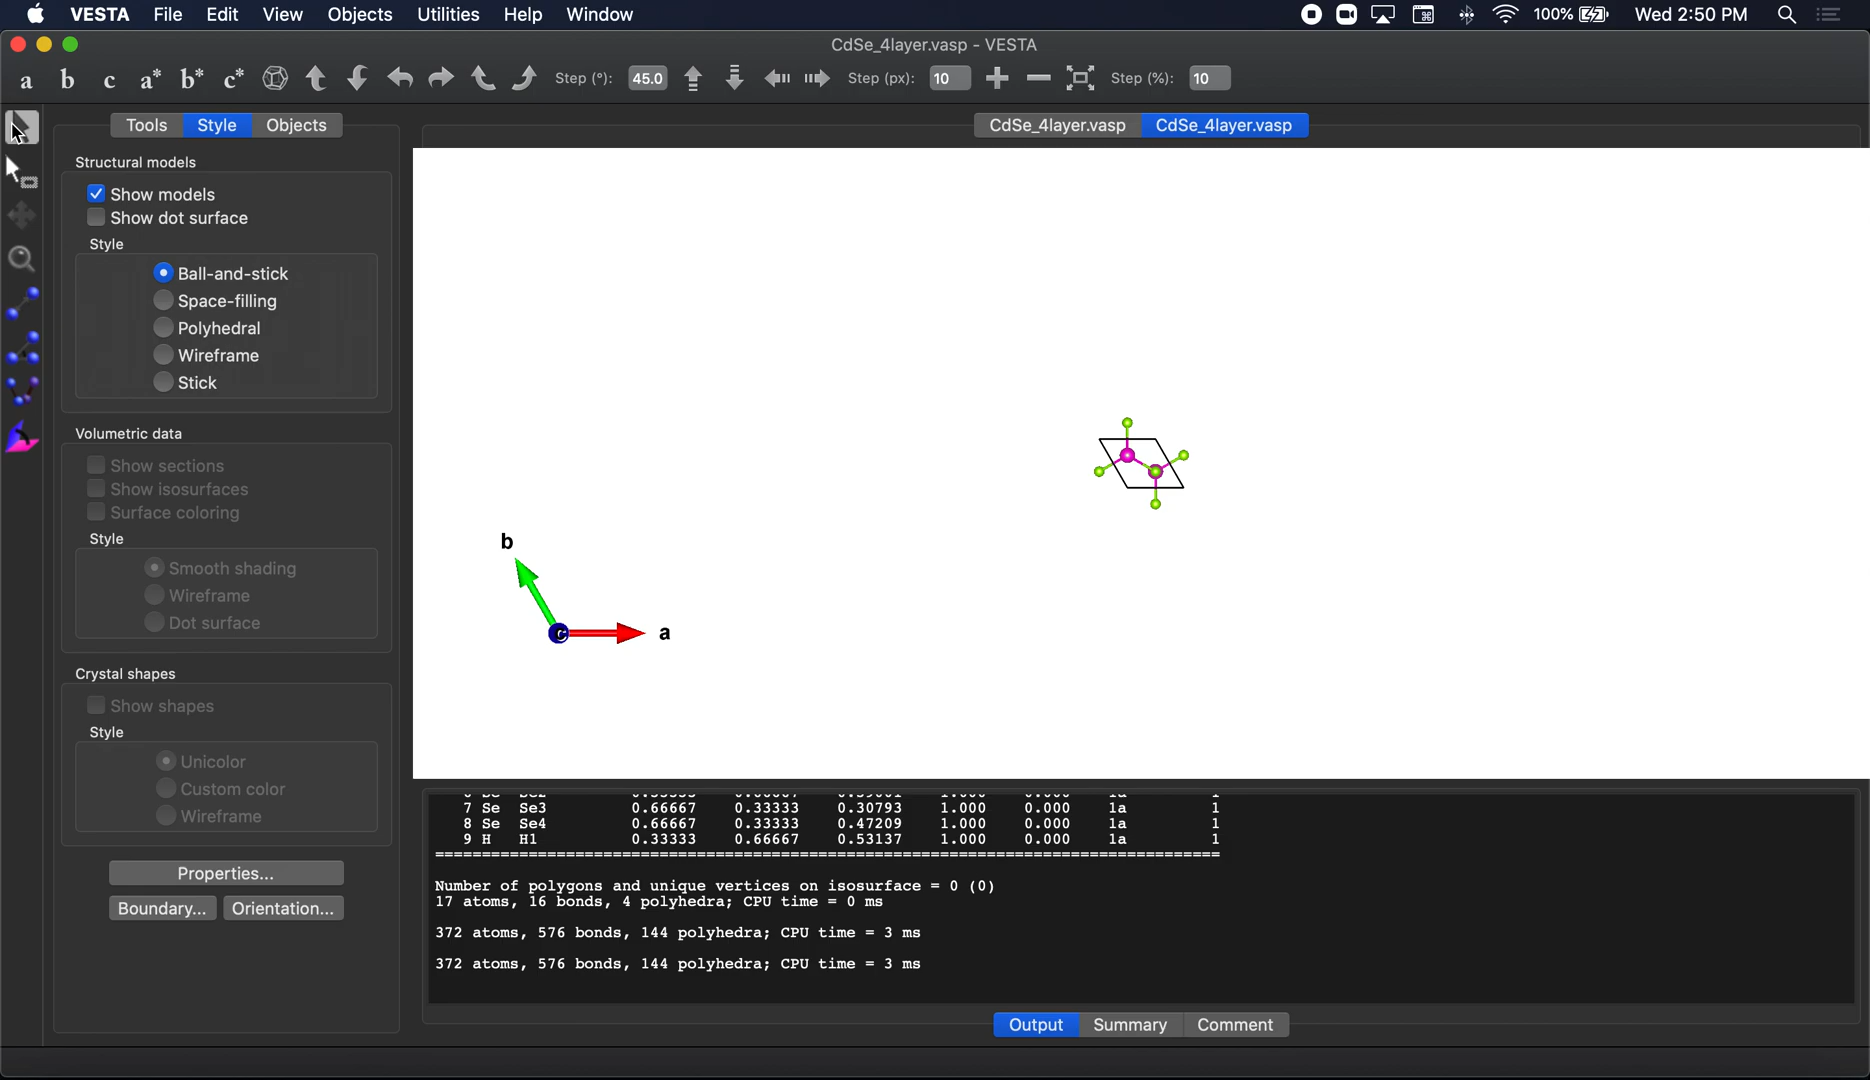 VESTA File Edit View Objects Utilities Help Window 100% Wed 2:50 PM
CdSe_4layer.vasp - VESTA
a b c a* b* c* Step (°): 45.0 Step (px): 10 Step (%): 10
Tools Style Objects
CdSe_4layer.vasp CdSe_4layer.vasp
Structural models
Show models
Show dot surface
Style
Ball-and-stick
Space-filling
Polyhedral
Wireframe
Stick
Volumetric data
Show sections
Show isosurfaces
Surface coloring
Style
Smooth shading
Wireframe
Dot surface
Crystal shapes
Show shapes
Style
Unicolor
Custom color
Wireframe
Properties...
Boundary... Orientation...
b
c a
7 Se Se3 0.66667 0.33333 0.30793 1.000 0.000 1a 1
8 Se Se4 0.66667 0.33333 0.47209 1.000 0.000 1a 1
9 H H1 0.33333 0.66667 0.53137 1.000 0.000 1a 1
Number of polygons and unique vertices on isosurface = 0 (0)
17 atoms, 16 bonds, 4 polyhedra; CPU time = 0 ms
372 atoms, 576 bonds, 144 polyhedra; CPU time = 3 ms
372 atoms, 576 bonds, 144 polyhedra; CPU time = 3 ms
Output Summary Comment